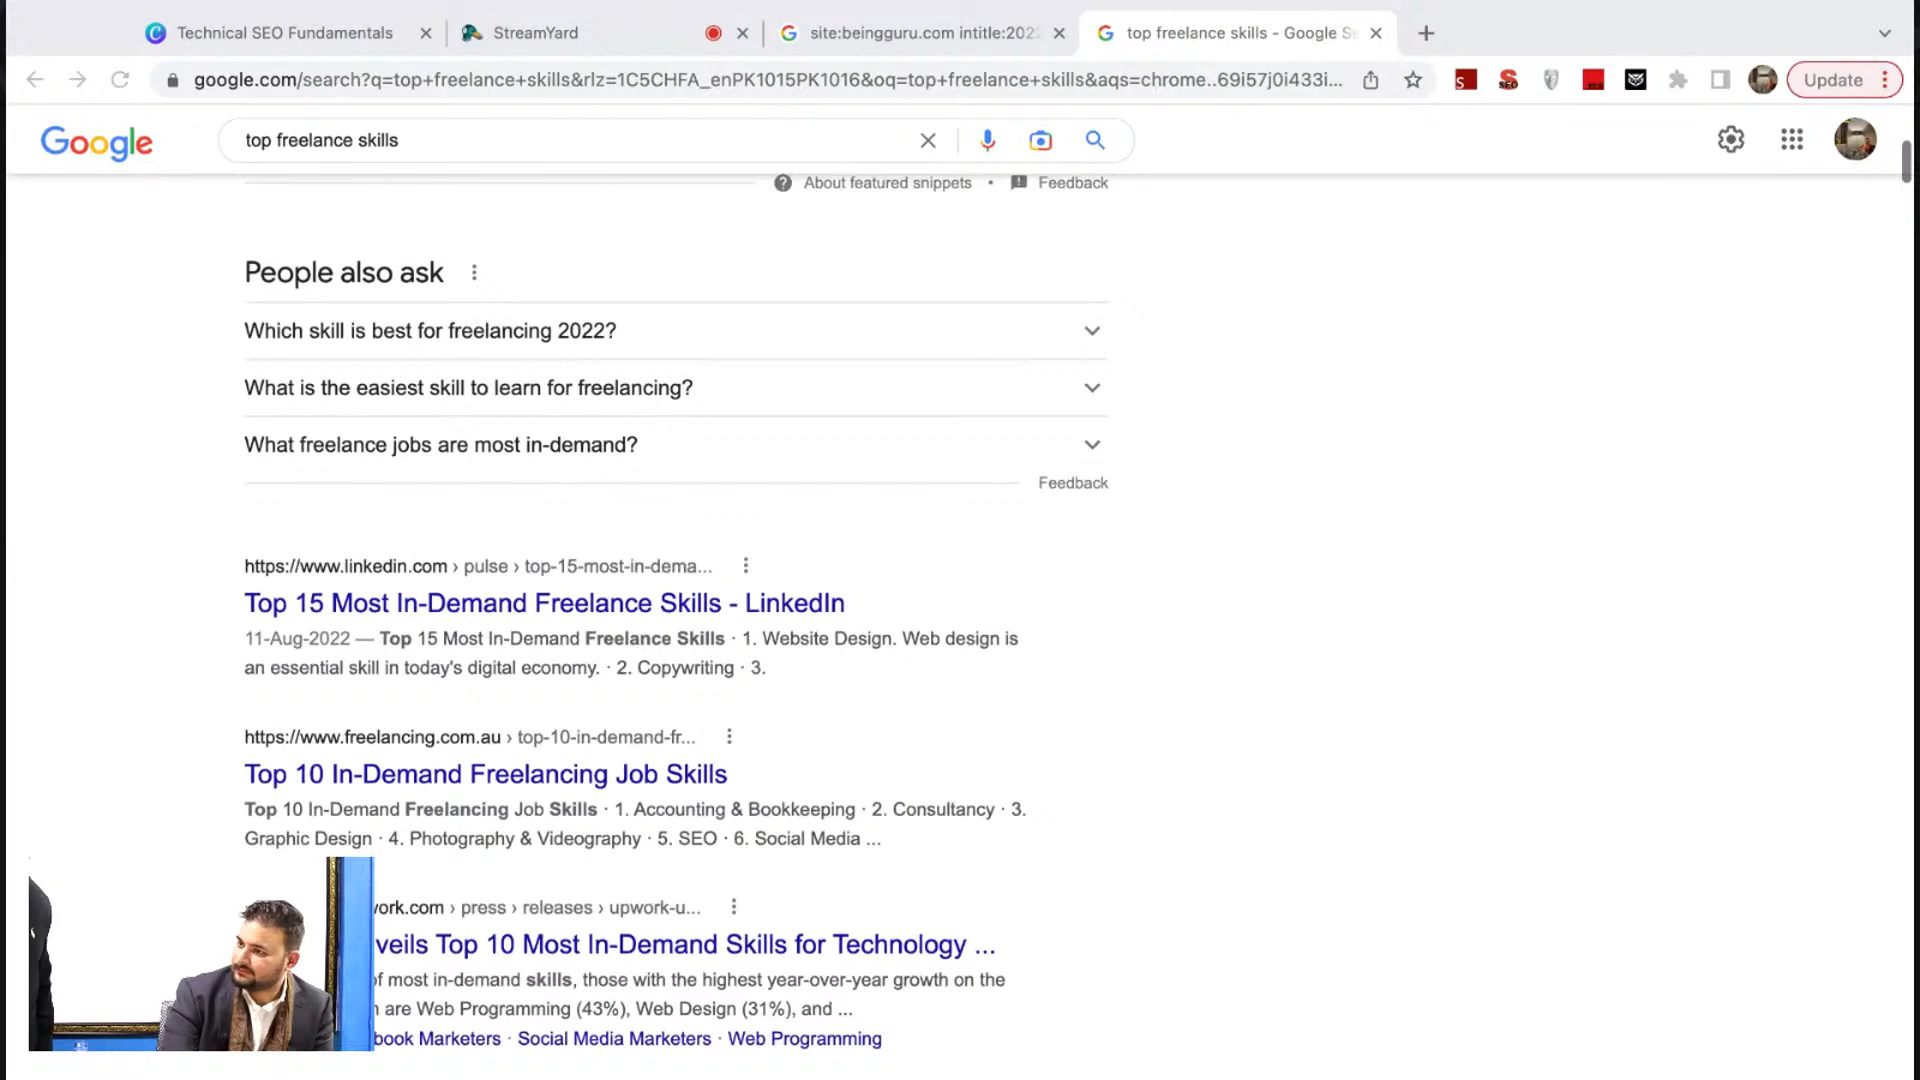 Technical SEO Fundamentals
StreamYard
site:beingguru.com intitle:202
top freelance skills - Google S
google.com/search?q=top+freelance+skills&rlz=1C5CHFA_enPK1015PK1016&oq=top+freelance+skills&aqs=chrome..69i57j0i433i...
Update
Google
top freelance skills
About featured snippets • Feedback
People also ask
Which skill is best for freelancing 2022?
What is the easiest skill to learn for freelancing?
What freelance jobs are most in-demand?
Feedback
https://www.linkedin.com › pulse › top-15-most-in-dema...
Top 15 Most In-Demand Freelance Skills - LinkedIn
11-Aug-2022 — Top 15 Most In-Demand Freelance Skills · 1. Website Design. Web design is
an essential skill in today's digital economy. · 2. Copywriting · 3.
https://www.freelancing.com.au › top-10-in-demand-fr...
Top 10 In-Demand Freelancing Job Skills
Top 10 In-Demand Freelancing Job Skills · 1. Accounting & Bookkeeping · 2. Consultancy · 3.
Graphic Design · 4. Photography & Videography · 5. SEO · 6. Social Media ...
work.com › press › releases › upwork-u...
veils Top 10 Most In-Demand Skills for Technology ...
of most in-demand skills, those with the highest year-over-year growth on the
are Web Programming (43%), Web Design (31%), and ...
book Marketers · Social Media Marketers · Web Programming